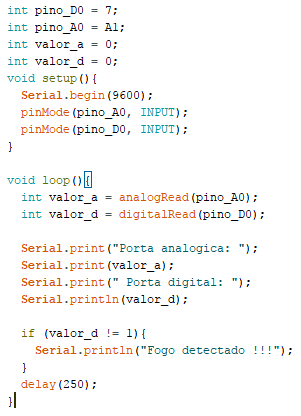 int pino_D0 = 7;
int pino_A0 = A1;
int valor_a = 0;
int valor_d = 0;
void setup(){
  Serial.begin(9600);
  pinMode(pino_A0, INPUT);
  pinMode(pino_D0, INPUT);
}

void loop(){
  int valor_a = analogRead(pino_A0);
  int valor_d = digitalRead(pino_D0);

  Serial.print("Porta analogica: ");
  Serial.print(valor_a);
  Serial.print(" Porta digital: ");
  Serial.println(valor_d);

  if (valor_d != 1){
    Serial.println("Fogo detectado !!!");
  }
  delay(250);
}